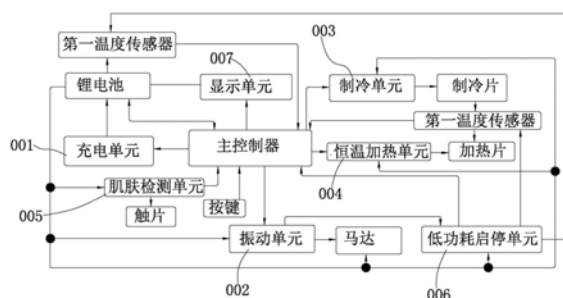 007
003
第一温度传感器
锂电池
显示单元
制冷单元
制冷片
第一温度传感器
001
充电单元
主控制器
恒温加热单元
加热片
004
肌肤检测单元
005
触片
按键
振动单元
马达
低功耗启停单元
002
006